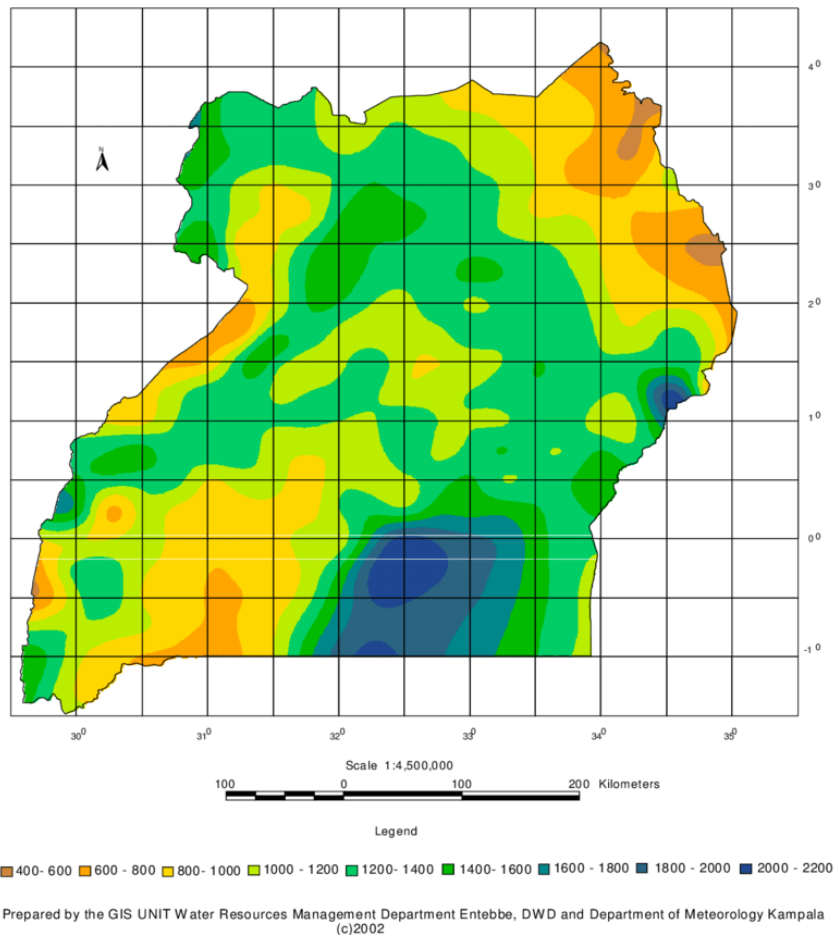 N
4⁰
3⁰
2⁰
1⁰
0⁰
-1⁰
30⁰ 31⁰ 32⁰ 33⁰ 34⁰ 35⁰
Scale 1:4,500,000
100 0 100 200 Kilometers
Legend
400-600 600 - 800 800-1000 1000 - 1200 1200-1400 1400-1600 1600 - 1800 1800 - 2000 2000 - 2200
Prepared by the GIS UNIT Water Resources Management Department Entebbe, DWD and Department of Meteorology Kampala
(c)2002